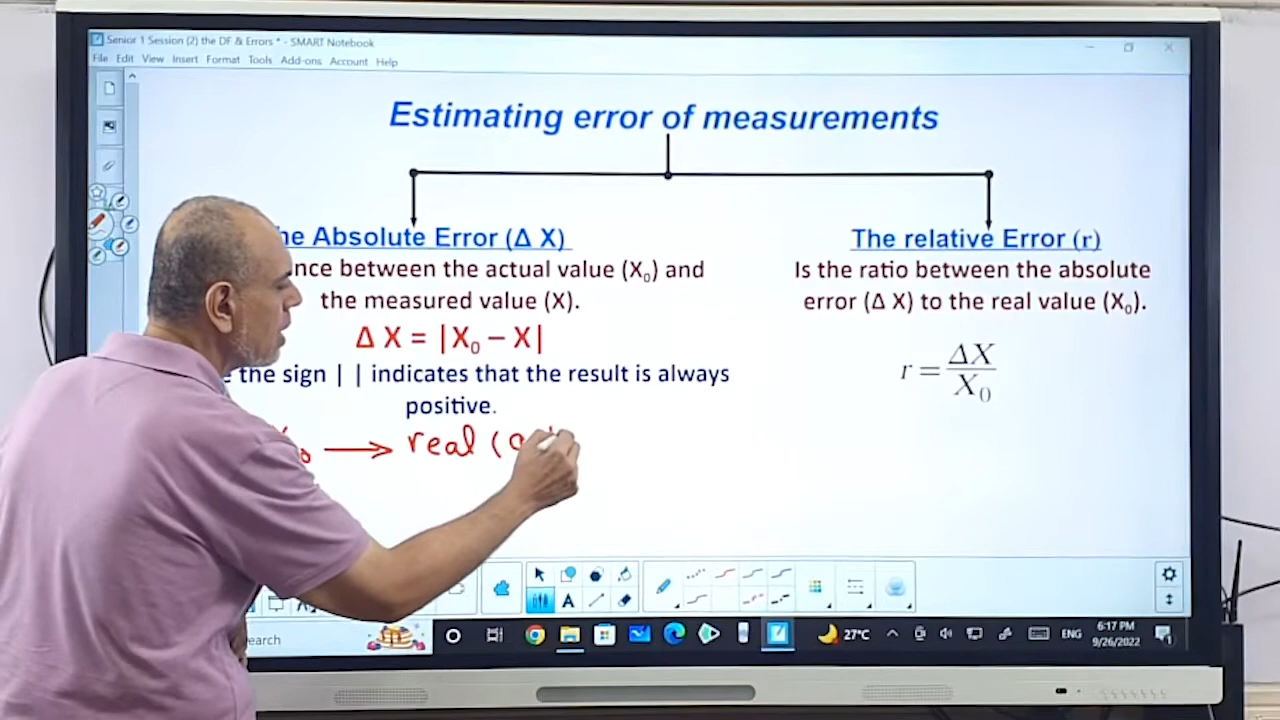 Senior 1 Session (2) the DF & Errors * - SMART Notebook
File Edit View Insert Format Tools Add-ons Account Help
Estimating error of measurements
he Absolute Error (Δ X)
nce between the actual value (X₀) and
the measured value (X).
Δ X = |X₀ – X|
the sign | | indicates that the result is always
positive.
X₀ → real (a
The relative Error (r)
Is the ratio between the absolute
error (Δ X) to the real value (X₀).
r = ΔX / X₀
earch
27°C
ENG
6:17 PM
9/26/2022